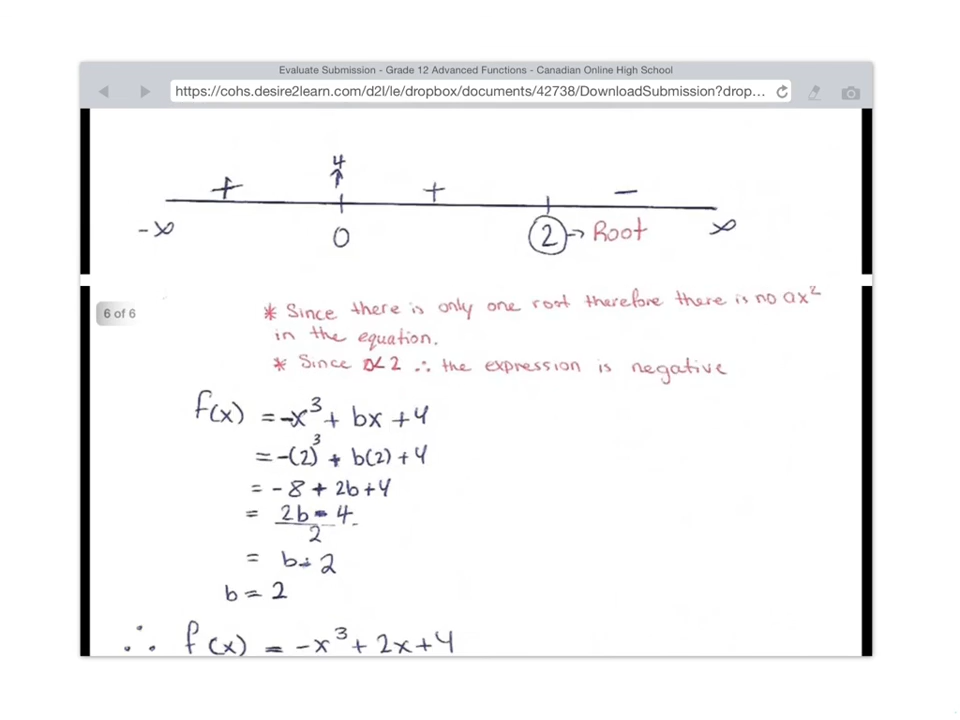 Evaluate Submission - Grade 12 Advanced Functions - Canadian Online High School
https://cohs.desire2learn.com/d2l/le/dropbox/documents/42738/DownloadSubmission?drop...
4
+ + −
-∞ 0 2 → Root ∞
6 of 6
* Since there is only one root therefore there is no ax²
in the equation.
* Since 2 ∴ the expression is negative
f(x) = -x³ + bx + 4
= -(2)³ + b(2) + 4
= -8 + 2b + 4
= 2b - 4
2
= b - 2
b = 2
∴ f(x) = -x³ + 2x + 4